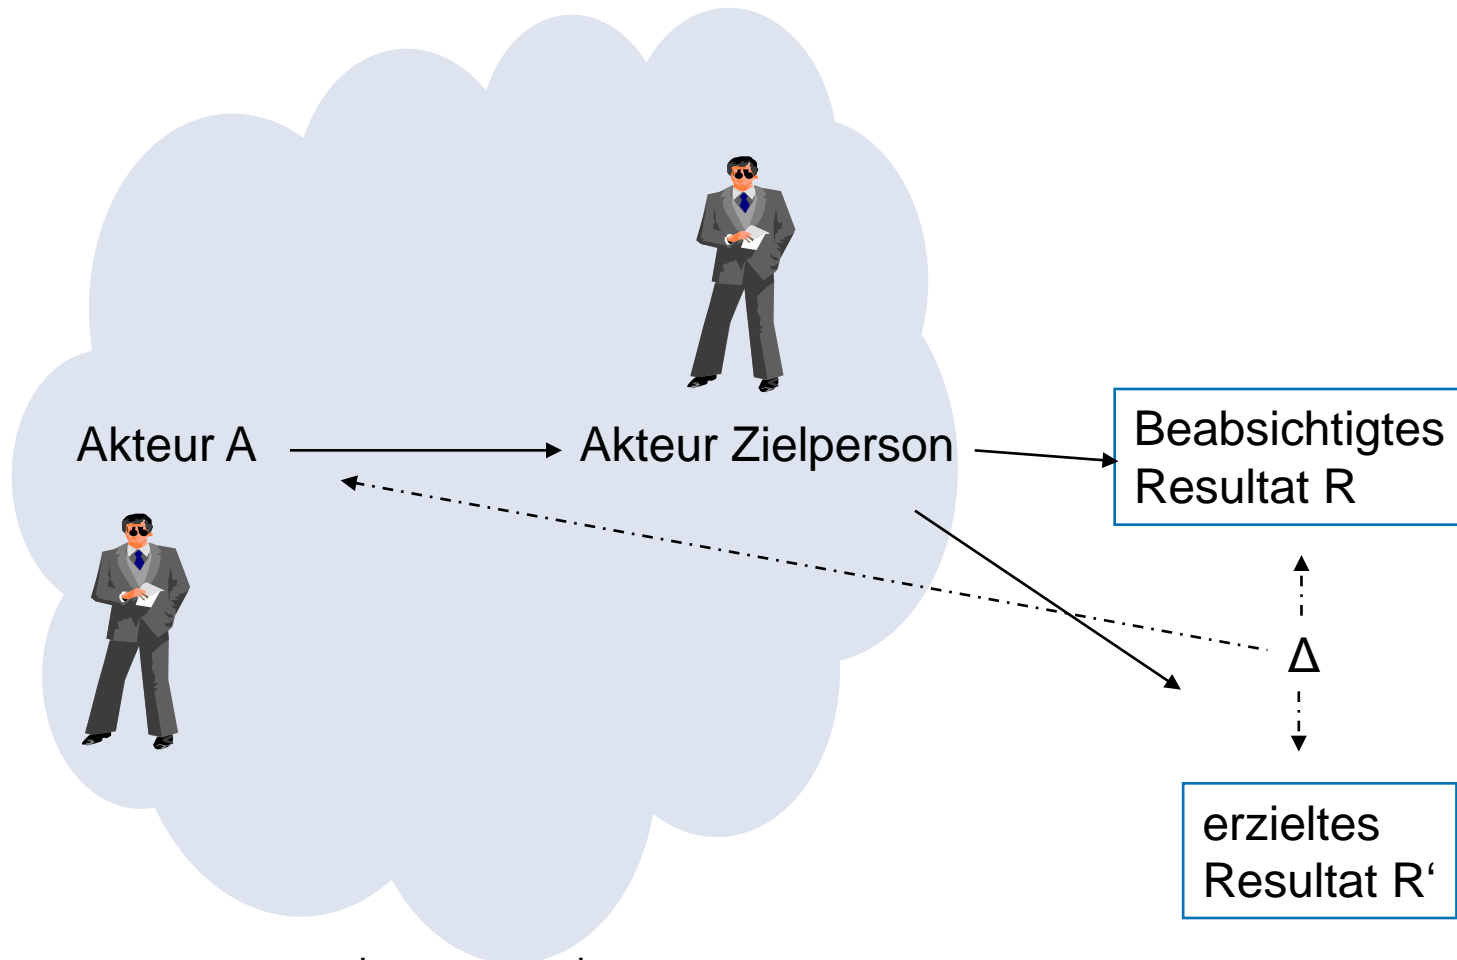 Akteur A
Akteur Zielperson
Beabsichtigtes
Resultat R
Δ
erzieltes
Resultat R‘